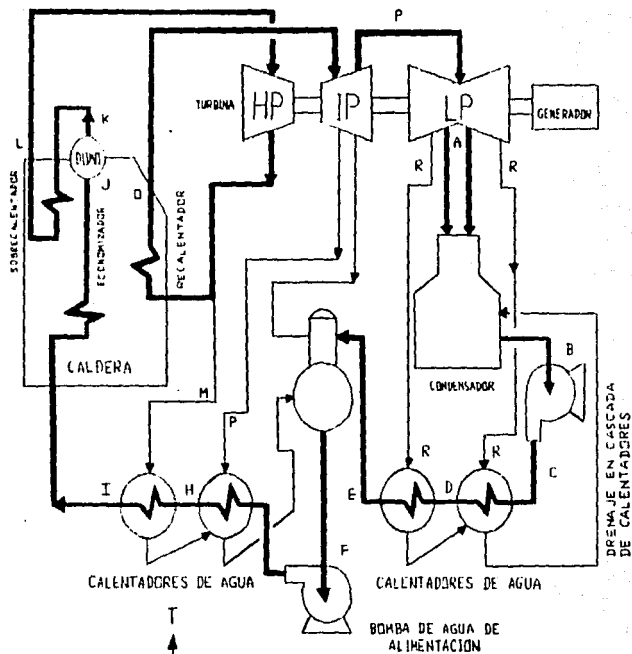 P
TURBINA
HP
IP
LP
GENERADOR
L
K
J
O
A
R
R
SOBRECALENTADOR
ECONOMIZADOR
RECALENTADOR
CALDERA
CONDENSADOR
B
M
P
R
R
C
I
H
E
D
F
CALENTADORES DE AGUA
CALENTADORES DE AGUA
DRENAJE EN CASCADA
DE CALENTADORES
T
BOMBA DE AGUA DE
ALIMENTACION